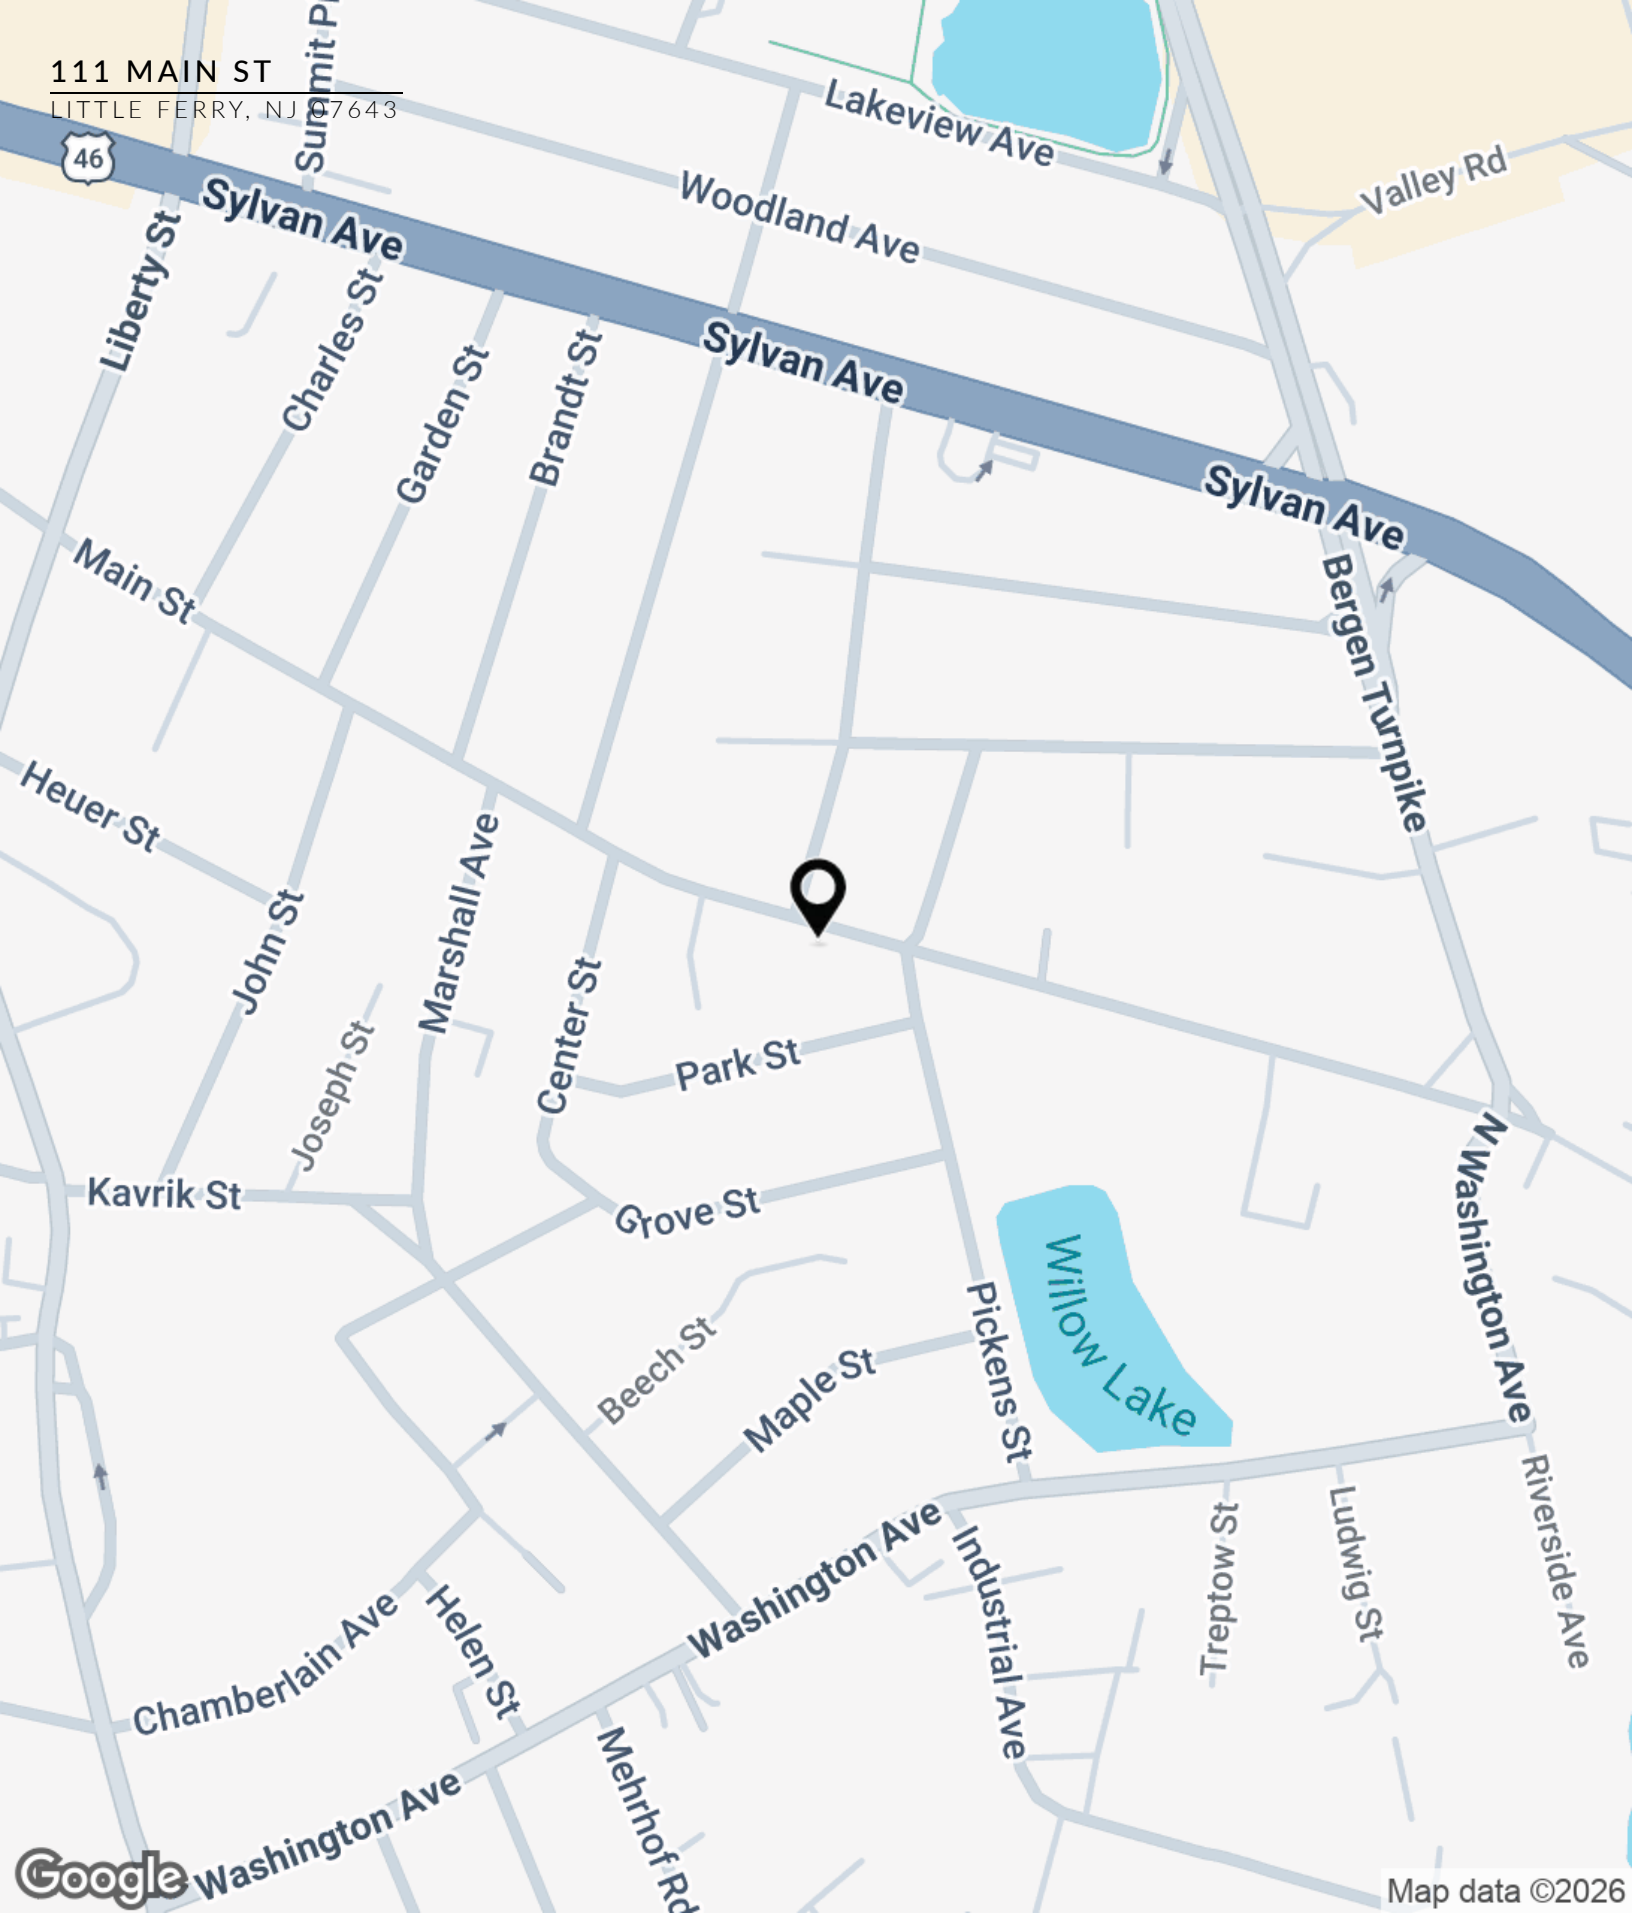 111 MAIN ST
LITTLE FERRY, NJ 07643
Summit Pl
46
Lakeview Ave
Valley Rd
Woodland Ave
Sylvan Ave
Liberty St
Charles St
Garden St
Brandt St
Sylvan Ave
Sylvan Ave
Main St
Bergen Turnpike
Heuer St
John St
Marshall Ave
Center St
Joseph St
Park St
Kavrik St
Grove St
N Washington Ave
Willow Lake
Pickens St
Beech St
Maple St
Washington Ave
Industrial Ave
Treptow St
Ludwig St
Riverside Ave
Helen St
Chamberlain Ave
Mehrhof Rd
Washington Ave
Google
Map data ©2026